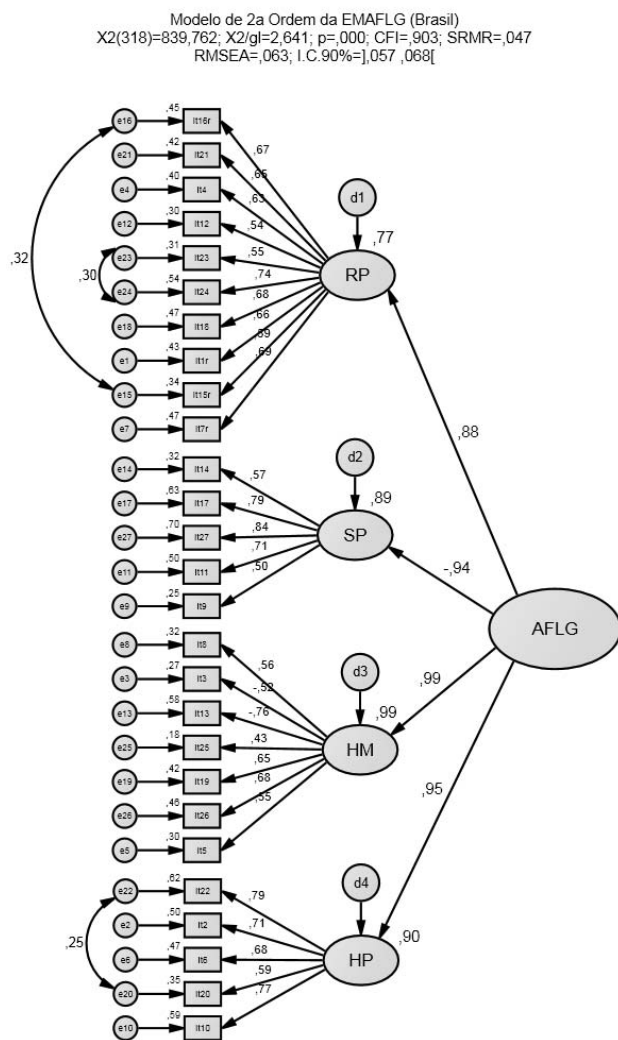 Modelo de 2a Ordem da EMAFLG (Brasil)
X2(318)=839,762; X2/gl=2,641; p=,000; CFI=,903; SRMR=,047
RMSEA=,063; I.C.90%=],057 ,068[
e16 ,45 It16r ,67
e21 ,42 It21 ,65
e4 ,40 It4 ,63
e12 ,30 It12 ,54
e23 ,31 It23 ,55
e24 ,54 It24 ,74
e18 ,47 It18 ,68
e1 ,43 It1r ,66
e15 ,34 It15r
e7 ,47 It7r ,69
,32
,30
d1
RP ,77
,88
e14 ,32 It14 ,57
e17 ,63 It17 ,79
e27 ,70 It27 ,84
e11 ,50 It11 ,71
e9 ,25 It9 ,50
d2
SP ,89
-,94
AFLG
e8 ,32 It8 ,56
e3 ,27 It3 -,52
e13 ,58 It13 -,76
e25 ,18 It25 ,43
e19 ,42 It19 ,65
e26 ,46 It26 ,68
e5 ,30 It5 ,55
d3
HM ,99
,99
e22 ,62 It22 ,79
e2 ,50 It2 ,71
e6 ,47 It6 ,68
e20 ,35 It20 ,59
e10 ,59 It10 ,77
,25
d4
HP ,90
,95